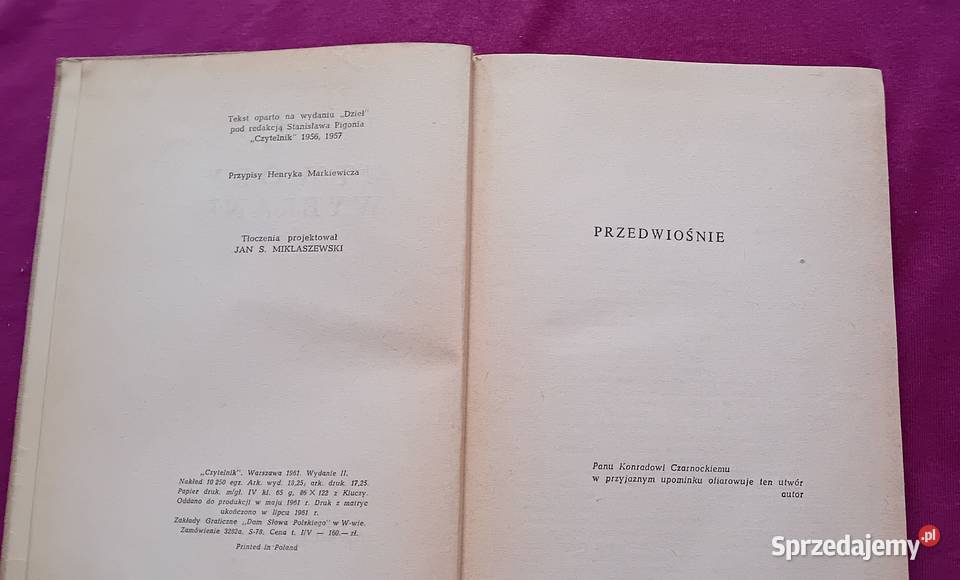 Tekst oparto na wydaniu „Dzieł"
pod redakcją Stanisława Pigonia
„Czytelnik" 1956, 1957
Przypisy Henryka Markiewicza
Tłoczenia projektował
JAN S. MIKŁASZEWSKI
„Czytelnik". Warszawa 1961. Wydanie II.
Nakład 10 250 egz. Ark. wyd. 18,25; ark. druk. 17,25.
Papier druk. m/gł. IV kl. 65 g, 86 X 122 z Kluczy.
Oddano do produkcji w maju 1961 r. Druk z matryc
ukończono w lipcu 1961 r.
Zakłady Graficzne „Dom Słowa Polskiego" w W-wie.
Zamówienie 3282a. S-78. Cena t. I/V — 160.— zł.
Printed in Poland
PRZEDWIOŚNIE
Panu Konradowi Czarnockiemu
w przyjaznym upominku ofiarowuje ten utwór
autor
Sprzedajemy.pl